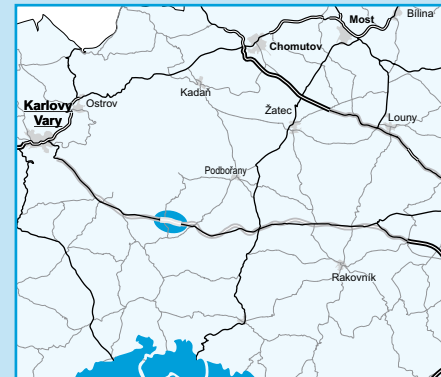 Most
Bílina
Chomutov
Kadaň
Ostrov
Karlovy
Vary
Žatec
Louny
Podbořany
Rakovník